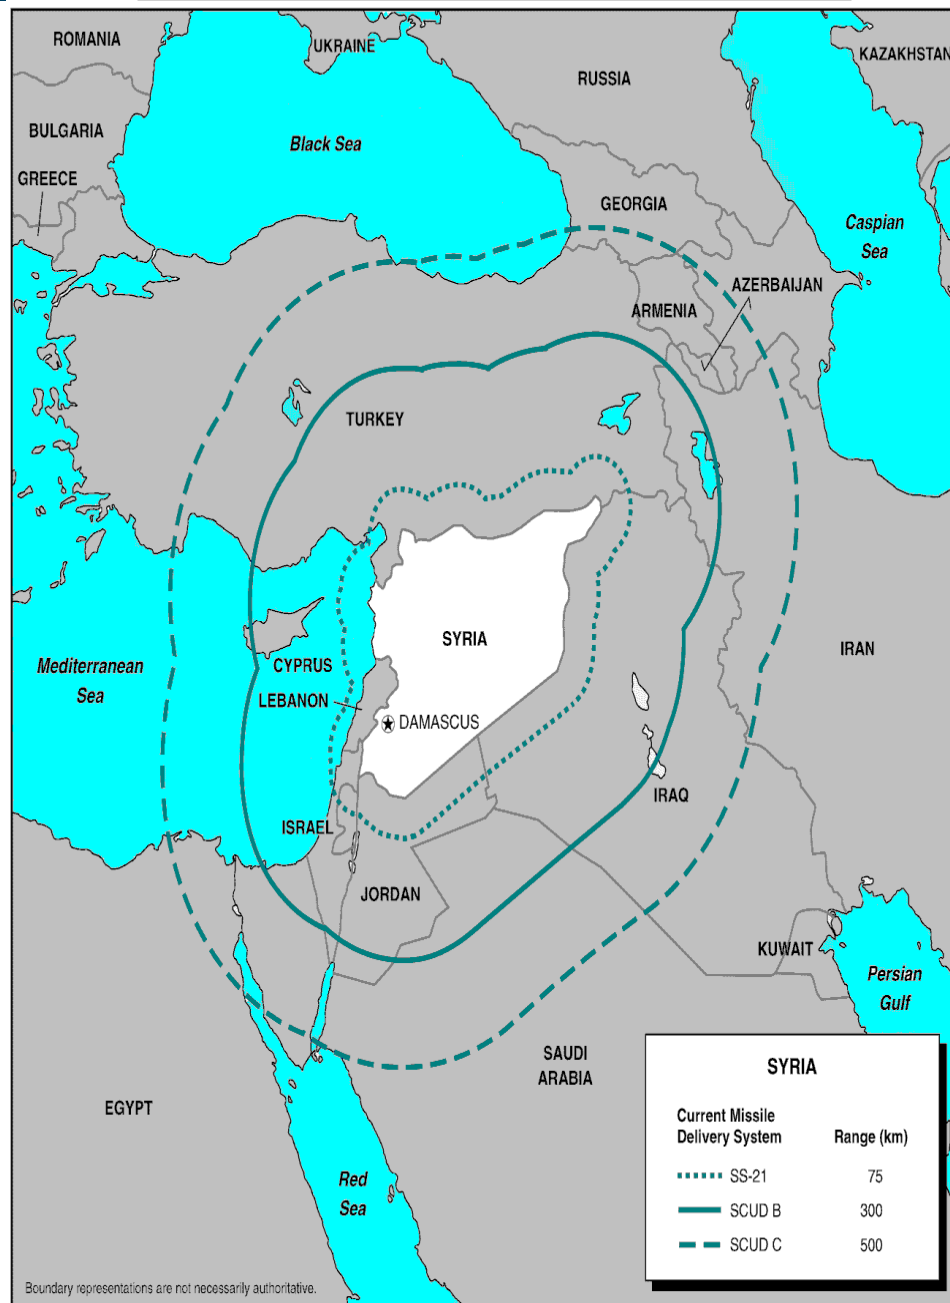 ROMANIA
UKRAINE
KAZAKHSTAN
RUSSIA
BULGARIA
Black Sea
GREECE
GEORGIA
Caspian
Sea
AZERBAIJAN
ARMENIA
TURKEY
SYRIA
IRAN
Mediterranean
Sea
CYPRUS
LEBANON
DAMASCUS
IRAQ
ISRAEL
JORDAN
KUWAIT
Persian
Gulf
SAUDI
ARABIA
EGYPT
Red
Sea
SYRIA
Current Missile
Delivery System Range (km)
SS-21 75
SCUD B 300
SCUD C 500
Boundary representations are not necessarily authoritative.